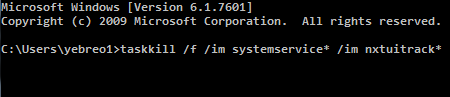 Microsoft Windows [Version 6.1.7601]
Copyright (c) 2009 Microsoft Corporation.  All rights reserved.
C:\Users\yebreo1>taskkill /f /im systemservice* /im nxtuitrack*